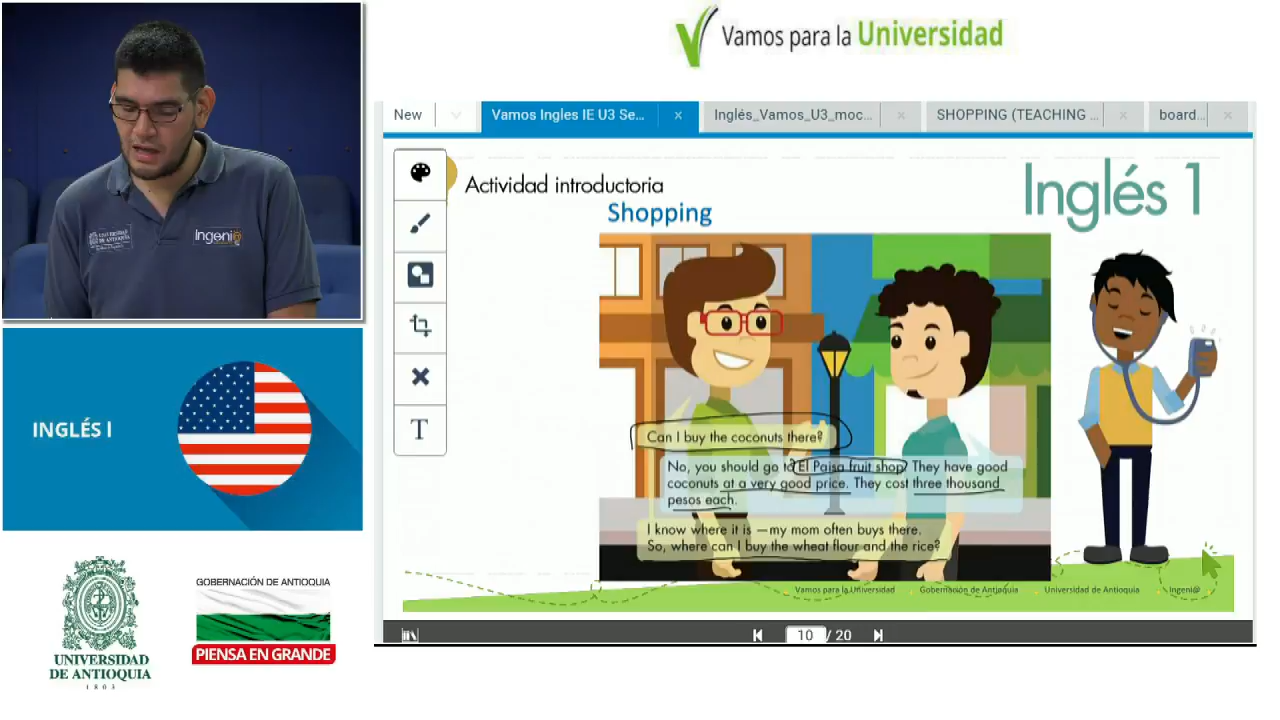 Vamos para la Universidad
New
Vamos Ingles IE U3 Se...
Inglés_Vamos_U3_moc...
SHOPPING (TEACHING ...
board...
Actividad introductoria
Shopping
Inglés 1
Can I buy the coconuts there?
No, you should go to El Paisa fruit shop. They have good
coconuts at a very good price. They cost three thousand
pesos each.
I know where it is —my mom often buys there.
So, where can I buy the wheat flour and the rice?
Vamos para la Universidad
Gobernación de Antioquia
Universidad de Antioquia
Ingeni@
10 / 20
UNIVERSIDAD
DE ANTIOQUIA
Ingeni@
INGLÉS I
UNIVERSIDAD
DE ANTIOQUIA
1803
GOBERNACIÓN DE ANTIOQUIA
PIENSA EN GRANDE
T